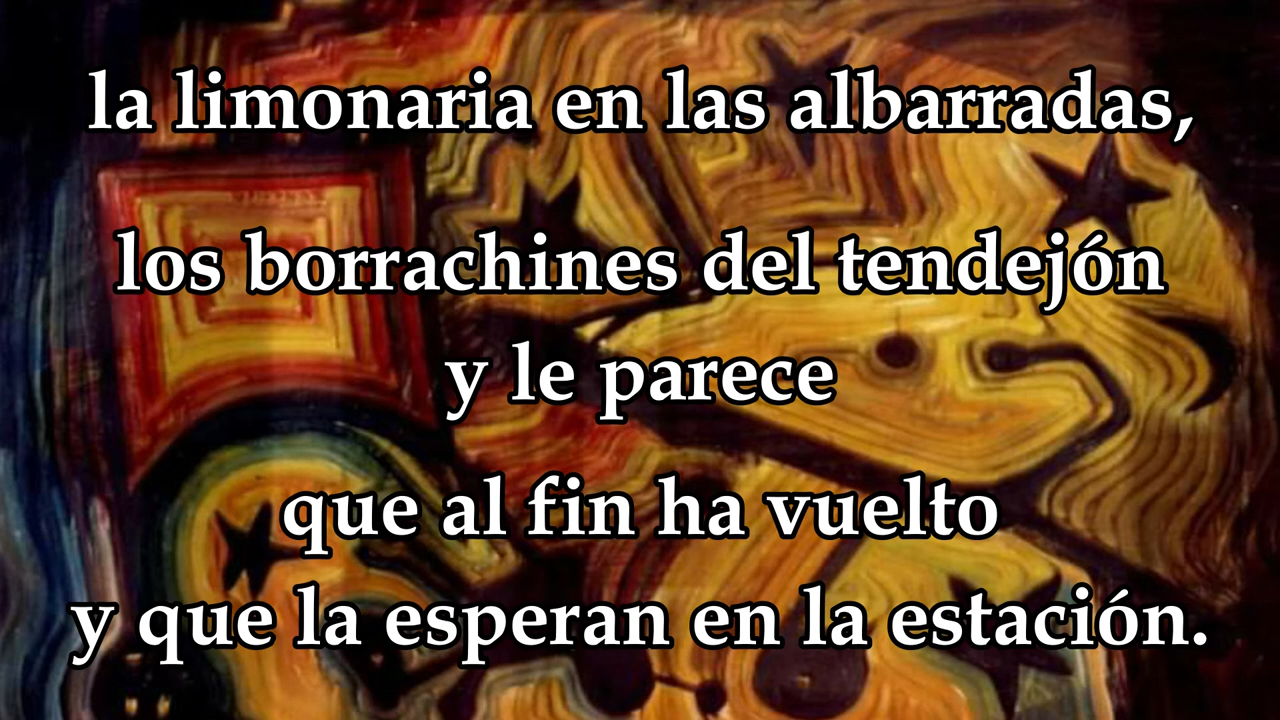 la limonaria en las albarradas,
los borrachines del tendejón
y le parece
que al fin ha vuelto
y que la esperan en la estación.